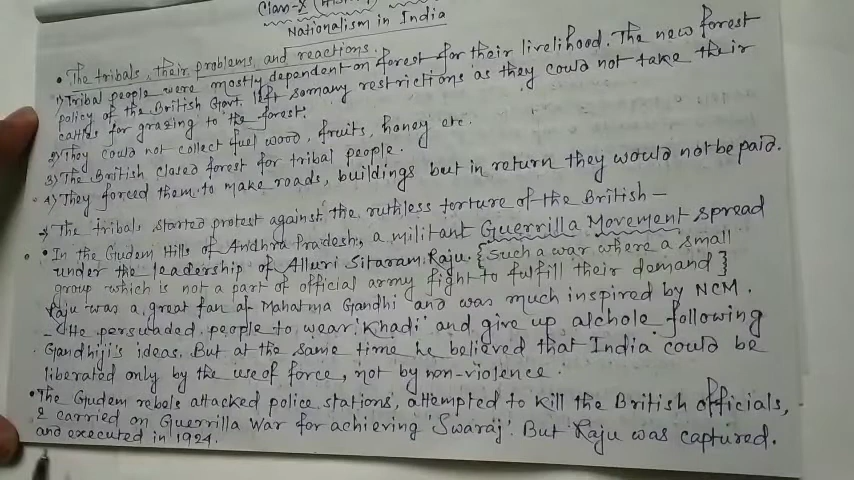 Class-X (History)
Nationalism in India
• The tribals, their problems and reactions.
1) Tribal people were mostly dependent on forest for their livelihood. The new forest
policy of the British Govt. left so many restrictions as they could not take their
cattles for grazing to the forest.
2) They could not collect fuel wood, fruits, honey etc.
3) The British closed forest for tribal people.
4) They forced them to make roads, buildings but in return they would not be paid.
The tribals started protest against the ruthless torture of the British —
• In the Gudem Hills of Andhra Pradesh, a militant Guerrilla Movement spread
under the leadership of Alluri Sitaram Raju. {Such a war where a small
group which is not a part of official army fight to fulfill their demand}
Raju was a great fan of Mahatma Gandhi and was much inspired by NCM.
- He persuaded people to wear 'Khadi' and give up alchole following
Gandhiji's ideas. But at the same time he believed that India could be
liberated only by the use of force, not by non-violence.
• The Gudem rebels attacked police stations, attempted to kill the British officials,
& carried on Guerrilla war for achieving 'Swaraj'. But Raju was captured.
and executed in 1924.